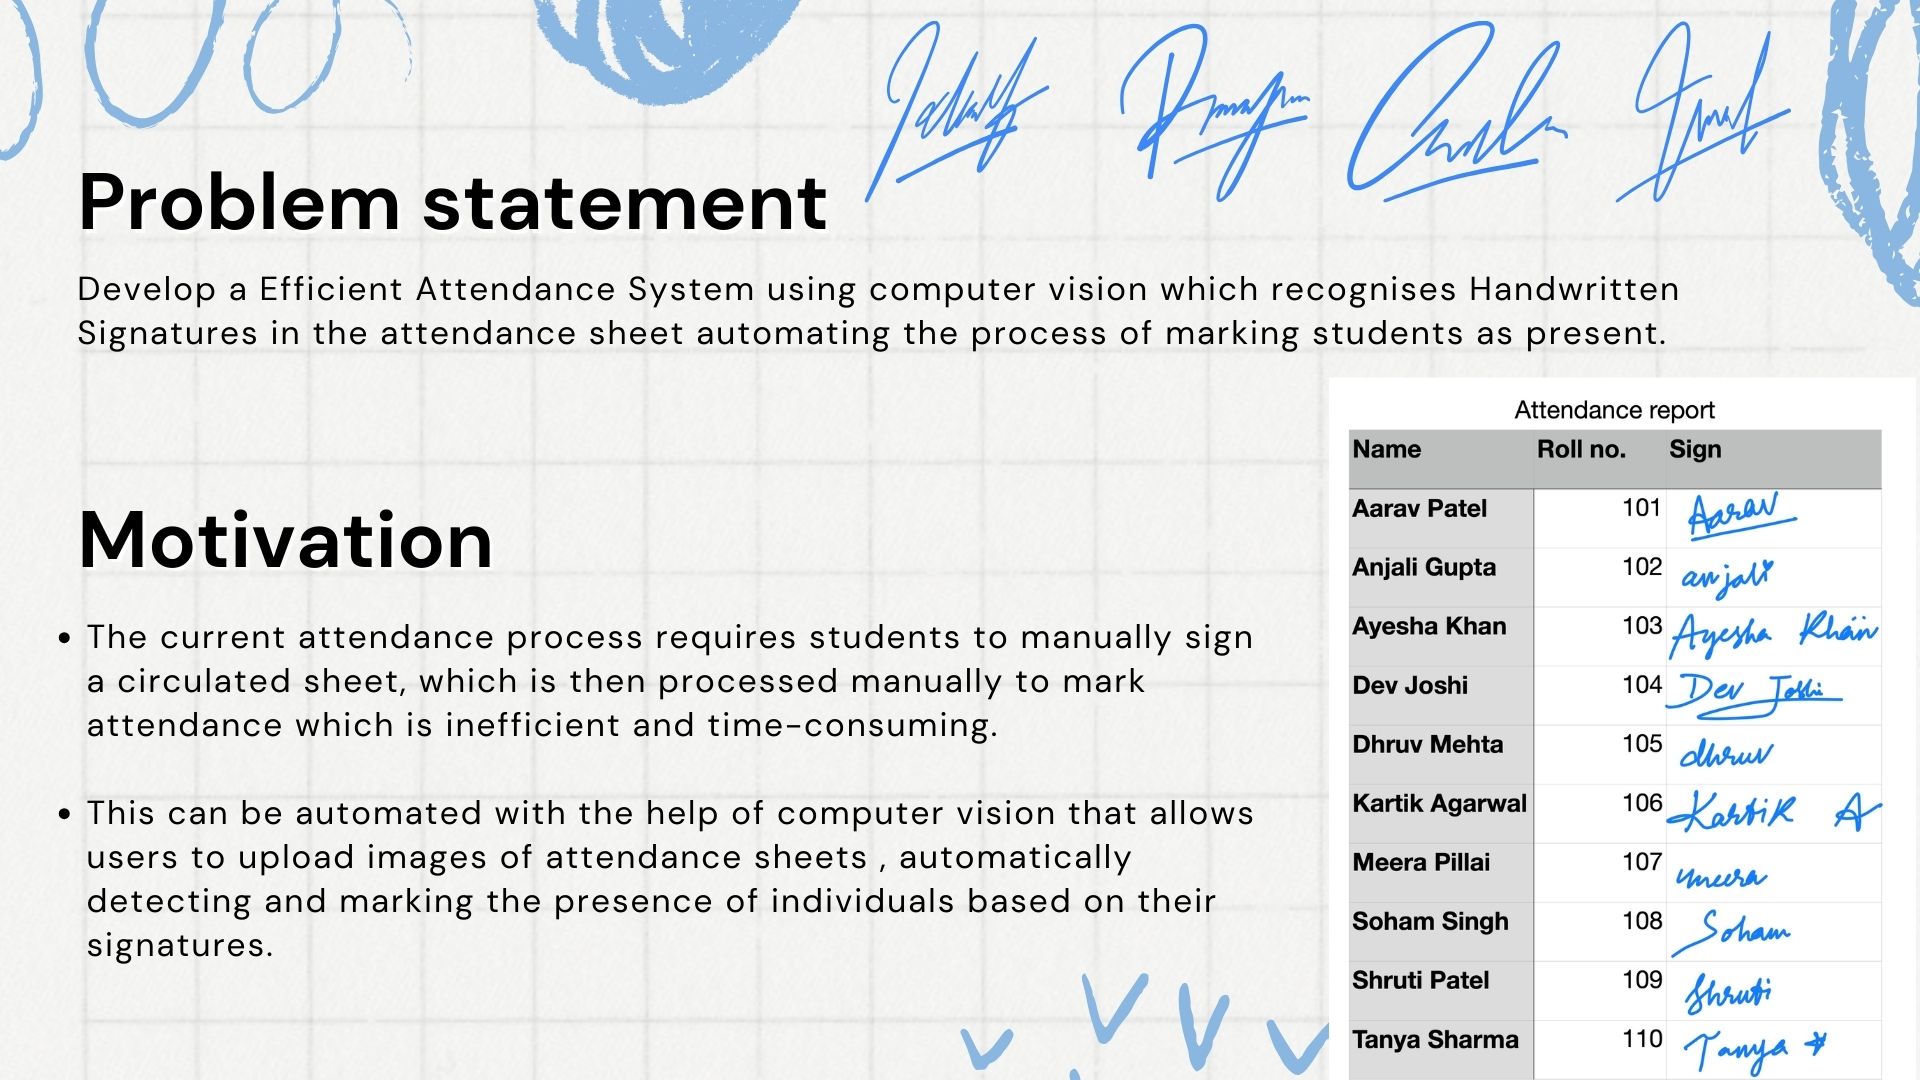 Problem statement
Develop a Efficient Attendance System using computer vision which recognises Handwritten
Signatures in the attendance sheet automating the process of marking students as present.
Motivation
• The current attendance process requires students to manually sign
a circulated sheet, which is then processed manually to mark
attendance which is inefficient and time-consuming.
• This can be automated with the help of computer vision that allows
users to upload images of attendance sheets , automatically
detecting and marking the presence of individuals based on their
signatures.
Attendance report
Name Roll no. Sign
Aarav Patel 101 Aarav
Anjali Gupta 102 anjali
Ayesha Khan 103 Ayesha Khan
Dev Joshi 104 Dev Joshi
Dhruv Mehta 105 dhruv
Kartik Agarwal 106 Kartik A
Meera Pillai 107 meera
Soham Singh 108 Soham
Shruti Patel 109 Shruti
Tanya Sharma 110 Tanya